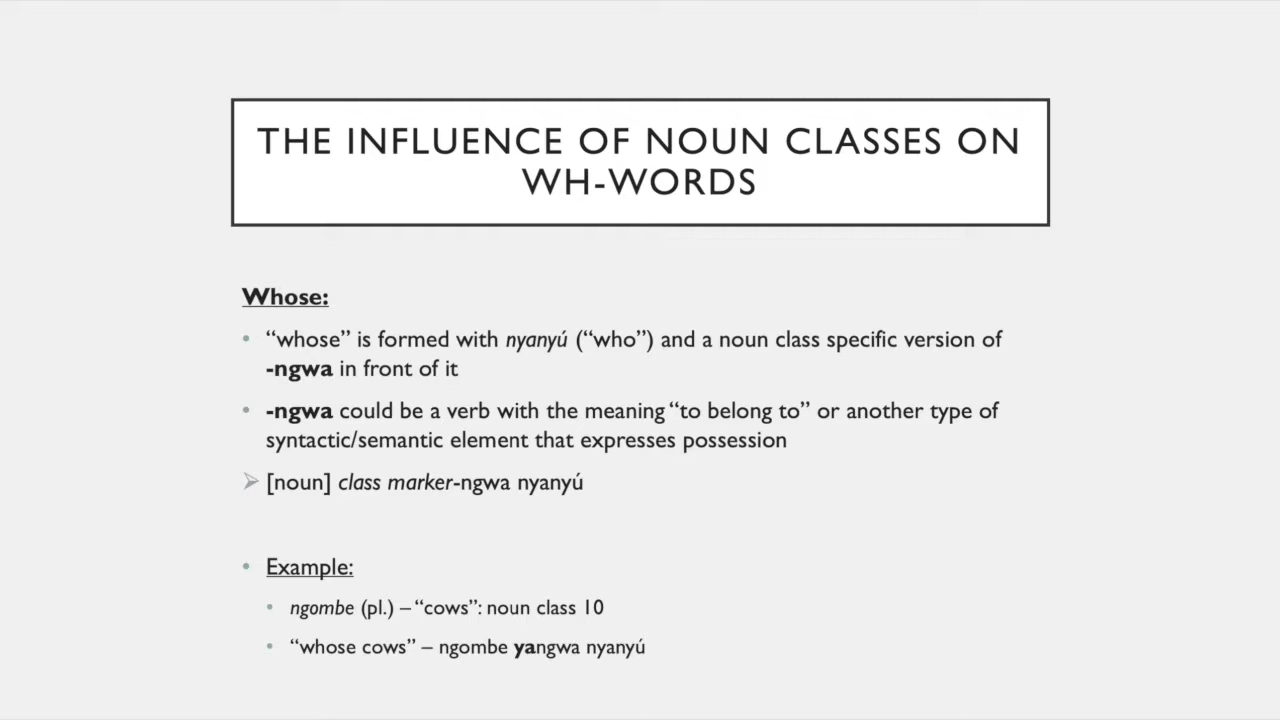 THE INFLUENCE OF NOUN CLASSES ON
WH-WORDS
Whose:
• “whose” is formed with nyanyú (“who”) and a noun class specific version of
-ngwa in front of it
• -ngwa could be a verb with the meaning “to belong to” or another type of
syntactic/semantic element that expresses possession
➢ [noun] class marker-ngwa nyanyú
• Example:
• ngombe (pl.) – “cows”: noun class 10
• “whose cows” – ngombe yangwa nyanyú